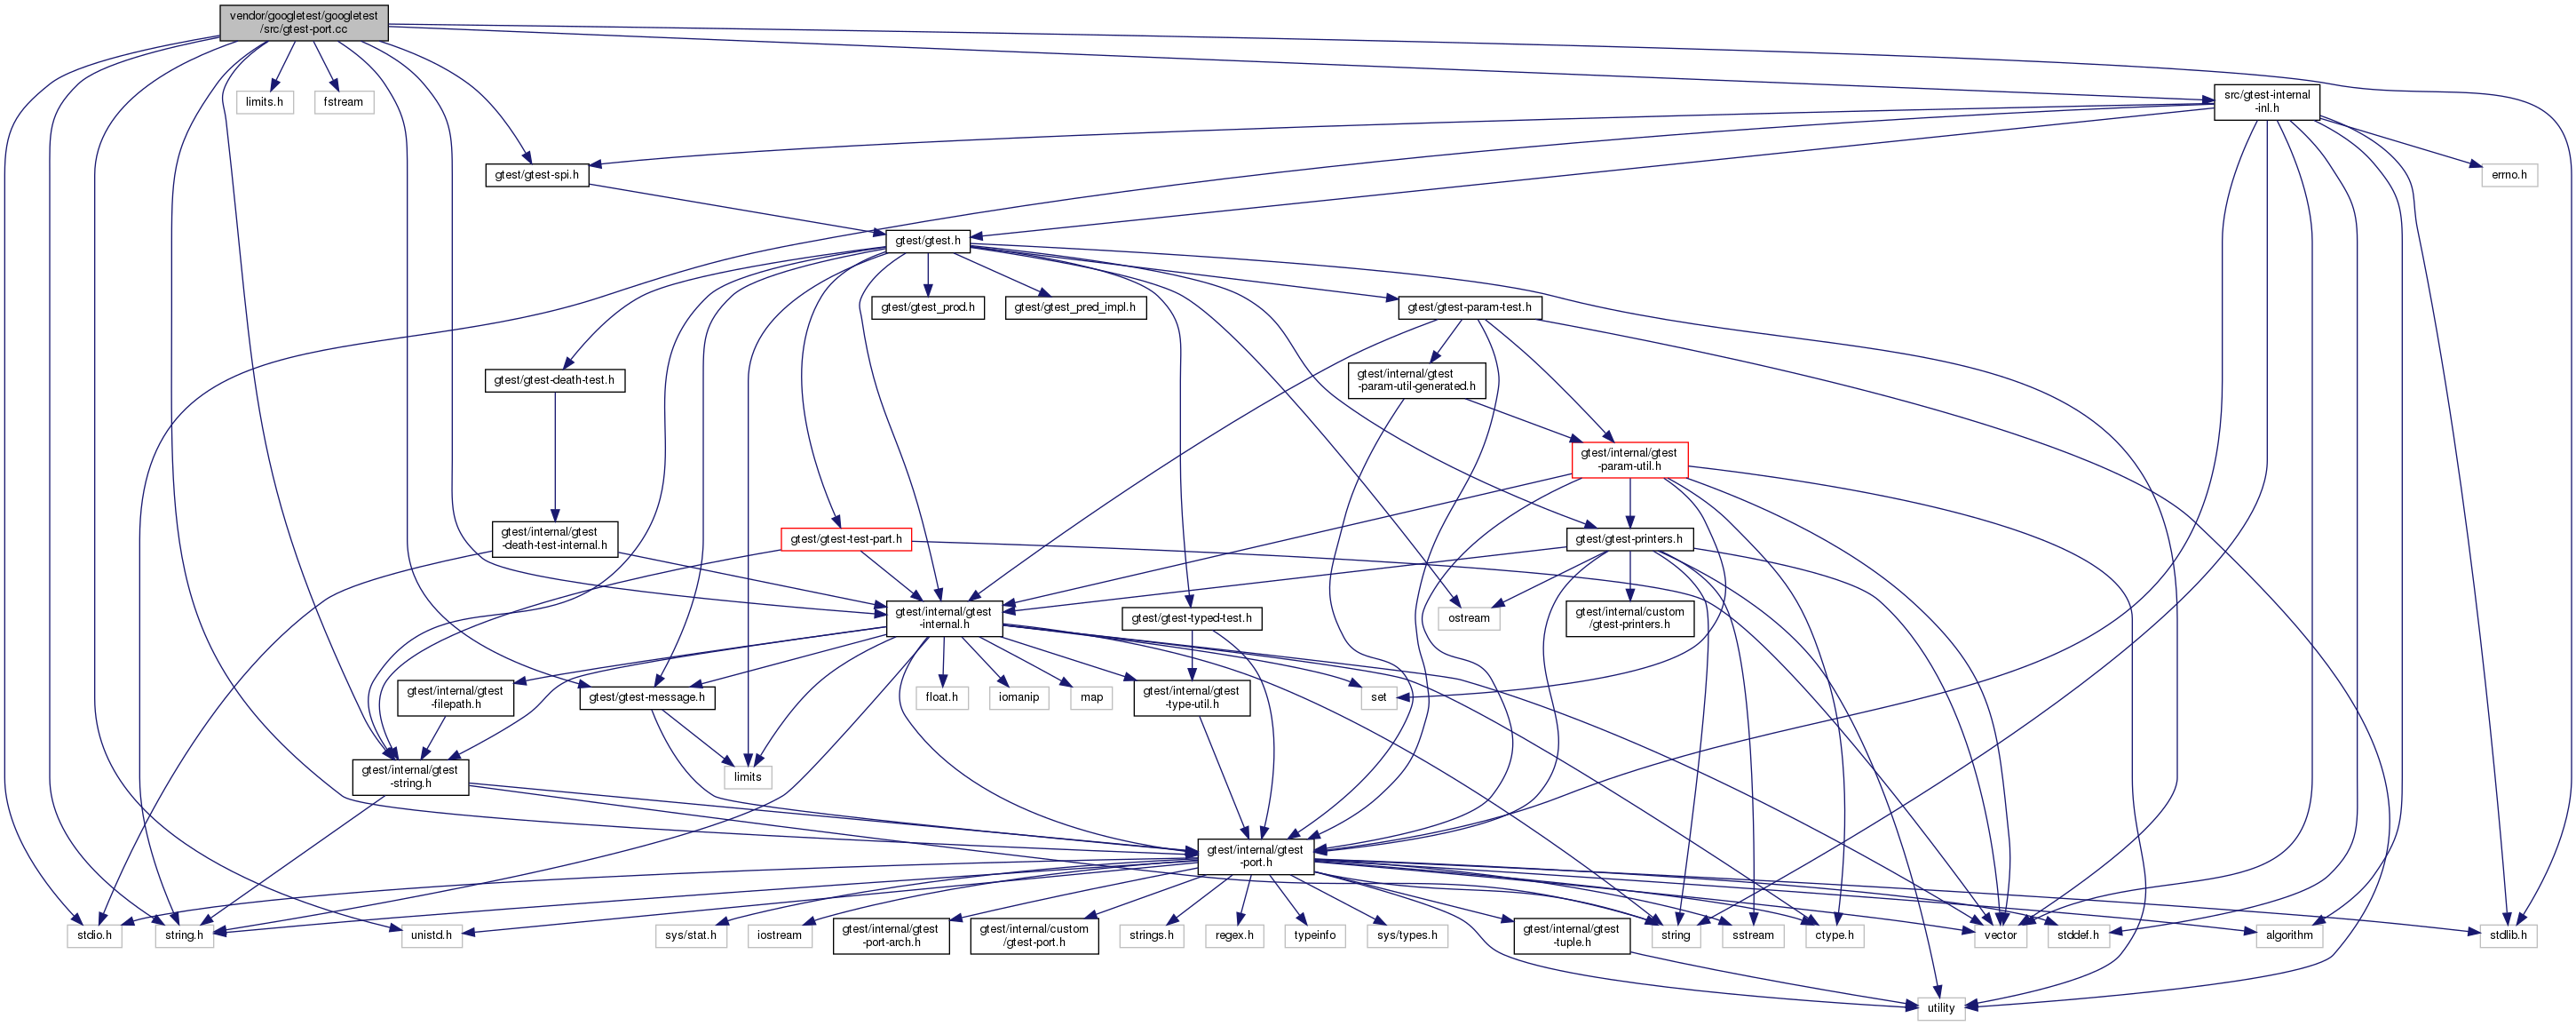 vendor/googletest/googletest
/src/gtest-port.cc
limits.h
fstream
src/gtest-internal
-inl.h
gtest/gtest-spi.h
errno.h
gtest/gtest.h
gtest/gtest_prod.h
gtest/gtest_pred_impl.h
gtest/gtest-param-test.h
gtest/gtest-death-test.h
gtest/internal/gtest
-param-util-generated.h
gtest/internal/gtest
-param-util.h
gtest/internal/gtest
-death-test-internal.h
gtest/gtest-test-part.h
gtest/gtest-printers.h
gtest/internal/gtest
-internal.h
gtest/gtest-typed-test.h
ostream
gtest/internal/custom
/gtest-printers.h
gtest/internal/gtest
-filepath.h
gtest/gtest-message.h
float.h
iomanip
map
gtest/internal/gtest
-type-util.h
set
gtest/internal/gtest
-string.h
limits
gtest/internal/gtest
-port.h
stdio.h
string.h
unistd.h
sys/stat.h
iostream
gtest/internal/gtest
-port-arch.h
gtest/internal/custom
/gtest-port.h
strings.h
regex.h
typeinfo
sys/types.h
gtest/internal/gtest
-tuple.h
string
sstream
ctype.h
vector
stddef.h
algorithm
stdlib.h
utility